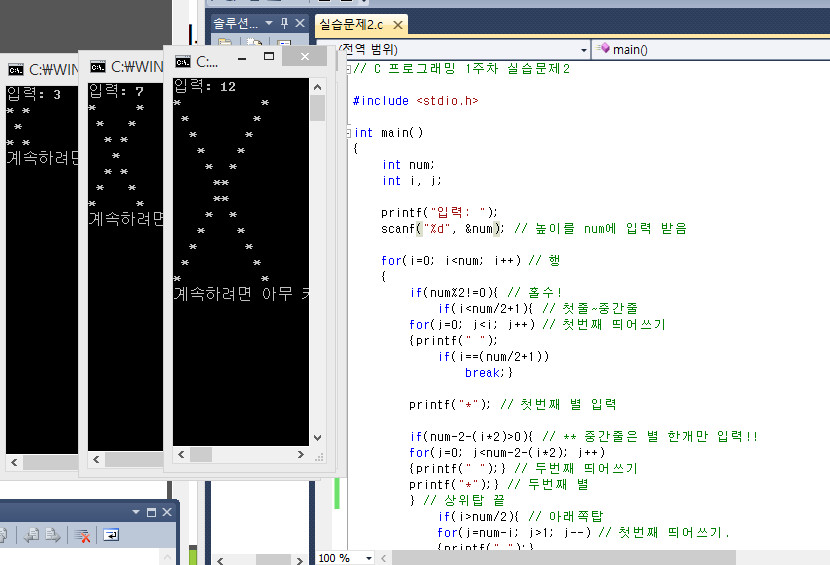 솔루션...
실습문제2.c
(전역 범위)
main()
C:₩WIN
C:₩WIN
C:...
입력: 3
* *
*
* *
계속하려면
입력: 7
*     *
*   *
* *
*
* *
*   *
*     *
계속하려면
입력: 12
*          *
*        *
*      *
*    *
*  *
**
**
*  *
*    *
*      *
*        *
*          *
계속하려면 아무 키
// C 프로그래밍 1주차 실습문제2
#include <stdio.h>
int main()
{
int num;
int i, j;
printf("입력: ");
scanf("%d", &num); // 높이를 num에 입력 받음
for(i=0; i<num; i++) // 행
{
if(num%2!=0){ // 홀수!
if(i<num/2+1){ // 첫줄~중간줄
for(j=0; j<i; j++) // 첫번째 띄어쓰기
{printf(" ");
if(i==(num/2+1))
break;}
printf("*"); // 첫번째 별 입력
if(num-2-(i*2)>0){ // ** 중간줄은 별 한개만 입력!!
for(j=0; j<num-2-(i*2); j++)
{printf(" ");} // 두번째 띄어쓰기
printf("*");} // 두번째 별
} // 상위탑 끝
if(i>num/2){ // 아래쪽탑
for(j=num-i; j>1; j--) // 첫번째 띄어쓰기.
{printf(" ");}
100 %